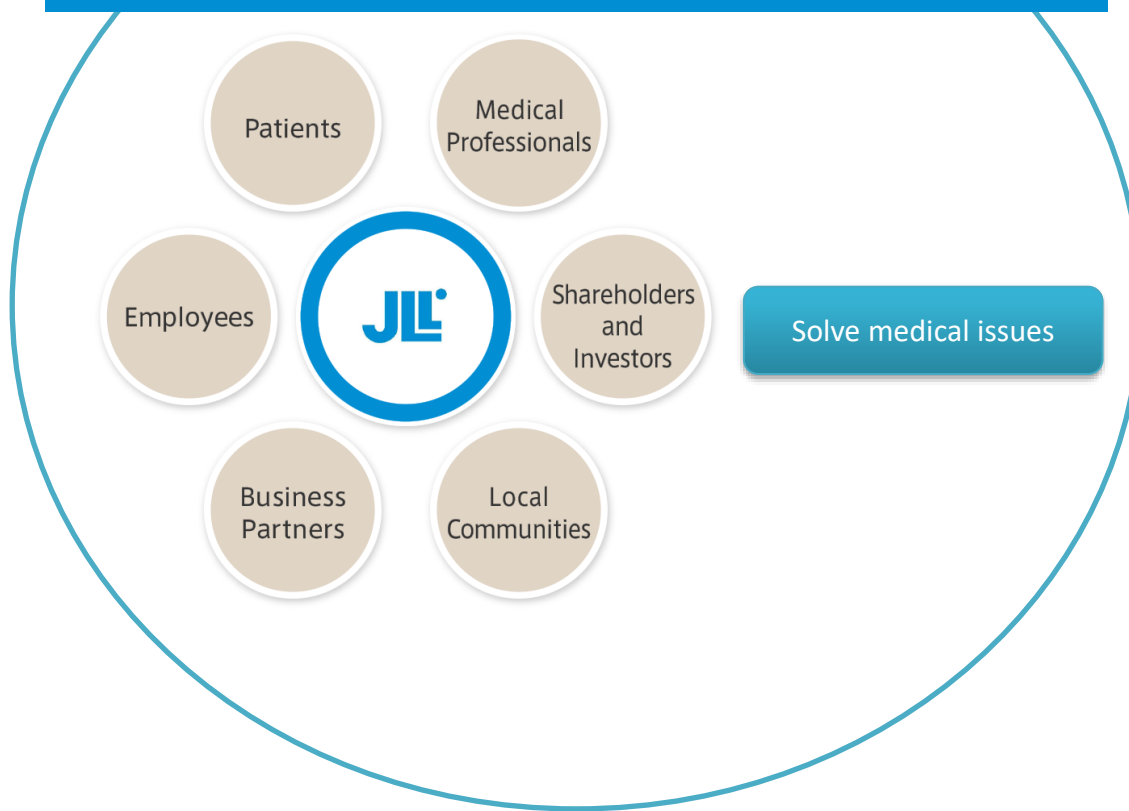 Patients
Medical
Professionals
Employees
JLL
Shareholders
and
Investors
Solve medical issues
Business
Partners
Local
Communities